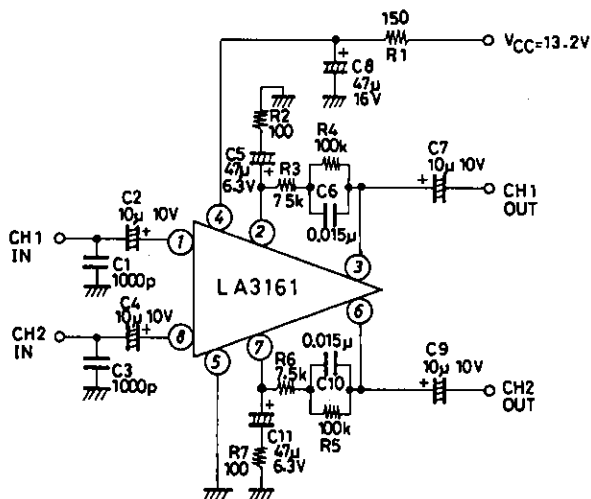 150
R1
VCC=13.2V
C8
47μ
16V
R2
100
R4
100k
C5
47μ
6.3V
R3
7.5k
C6
0.015μ
C7
10μ 10V
CH1
OUT
C2
10μ 10V
CH1
IN
C1
1000p
1
4
2
3
LA3161
6
C4
10μ 10V
CH2
IN
8
5
7
C3
1000p
R6
7.5k
0.015μ
C10
100k
R5
C9
10μ 10V
CH2
OUT
C11
47μ
6.3V
R7
100